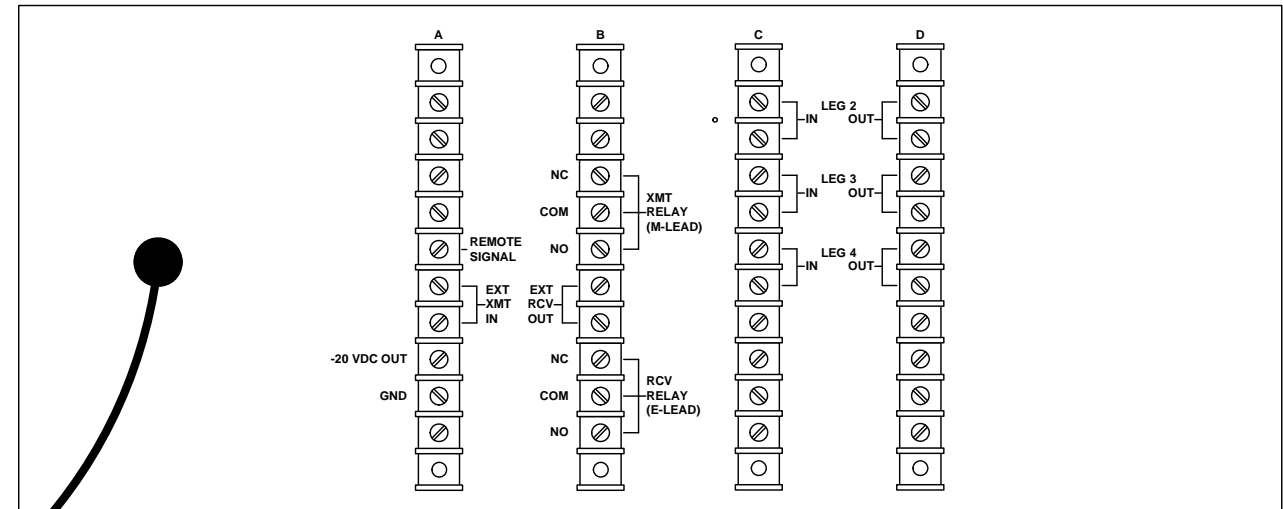 A B C D
LEG 2
IN OUT
NC
LEG 3
XMT
IN OUT
COM RELAY
(M-LEAD)
REMOTE
NO
LEG 4
SIGNAL
IN OUT
EXT EXT
XMT RCV
IN OUT
-20 VDC OUT NC
RCV
GND COM RELAY
(E-LEAD)
NO